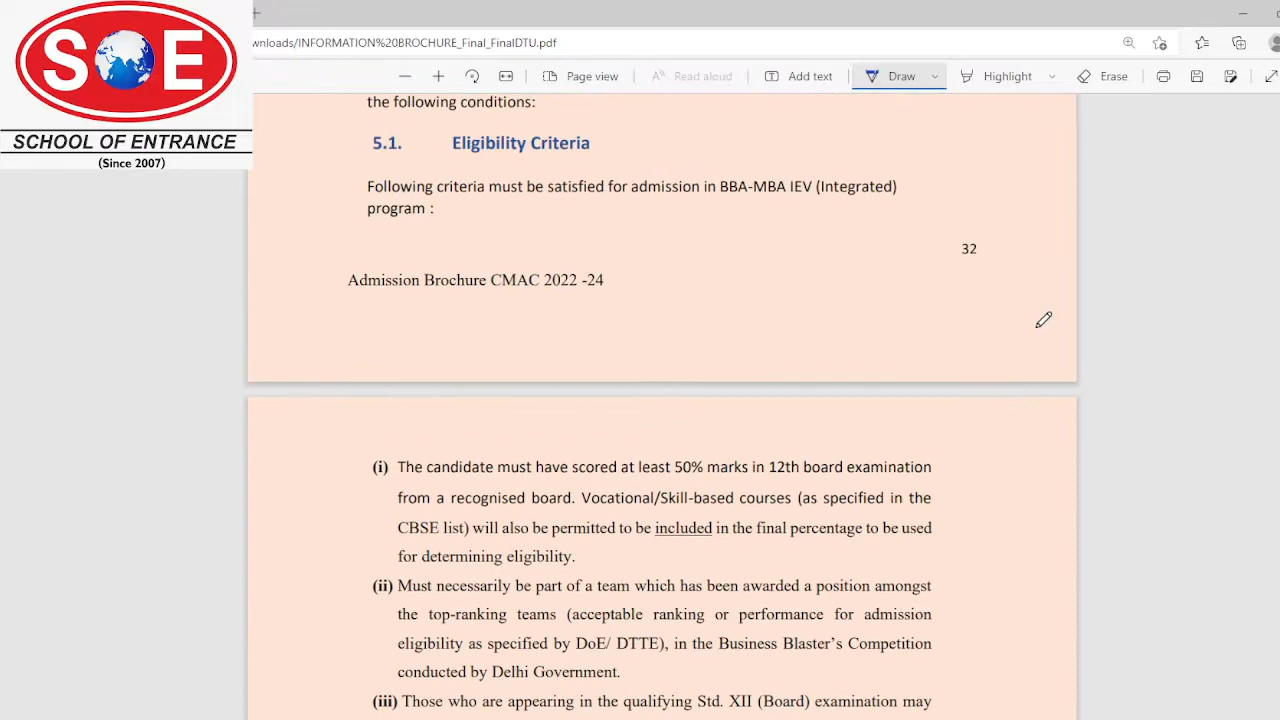 SOE
SCHOOL OF ENTRANCE
(Since 2007)
wnloads/INFORMATION%20BROCHURE_Final_FinalDTU.pdf
Page view
Read aloud
Add text
Draw
Highlight
Erase
the following conditions:
5.1. Eligibility Criteria
Following criteria must be satisfied for admission in BBA-MBA IEV (Integrated)
program :
32
Admission Brochure CMAC 2022 -24
(i) The candidate must have scored at least 50% marks in 12th board examination
from a recognised board. Vocational/Skill-based courses (as specified in the
CBSE list) will also be permitted to be included in the final percentage to be used
for determining eligibility.
(ii) Must necessarily be part of a team which has been awarded a position amongst
the top-ranking teams (acceptable ranking or performance for admission
eligibility as specified by DoE/ DTTE), in the Business Blaster’s Competition
conducted by Delhi Government.
(iii) Those who are appearing in the qualifying Std. XII (Board) examination may